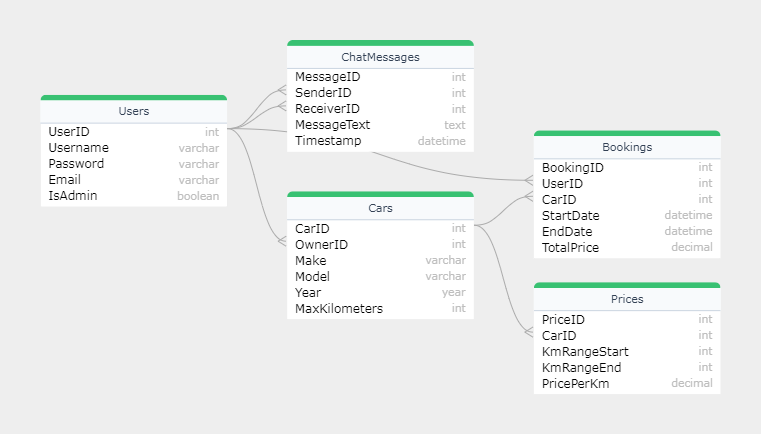 ChatMessages
MessageID int
SenderID int
ReceiverID int
MessageText text
Timestamp datetime
Users
UserID int
Username varchar
Password varchar
Email varchar
IsAdmin boolean
Bookings
BookingID int
UserID int
CarID int
StartDate datetime
EndDate datetime
TotalPrice decimal
Cars
CarID int
OwnerID int
Make varchar
Model varchar
Year year
MaxKilometers int
Prices
PriceID int
CarID int
KmRangeStart int
KmRangeEnd int
PricePerKm decimal